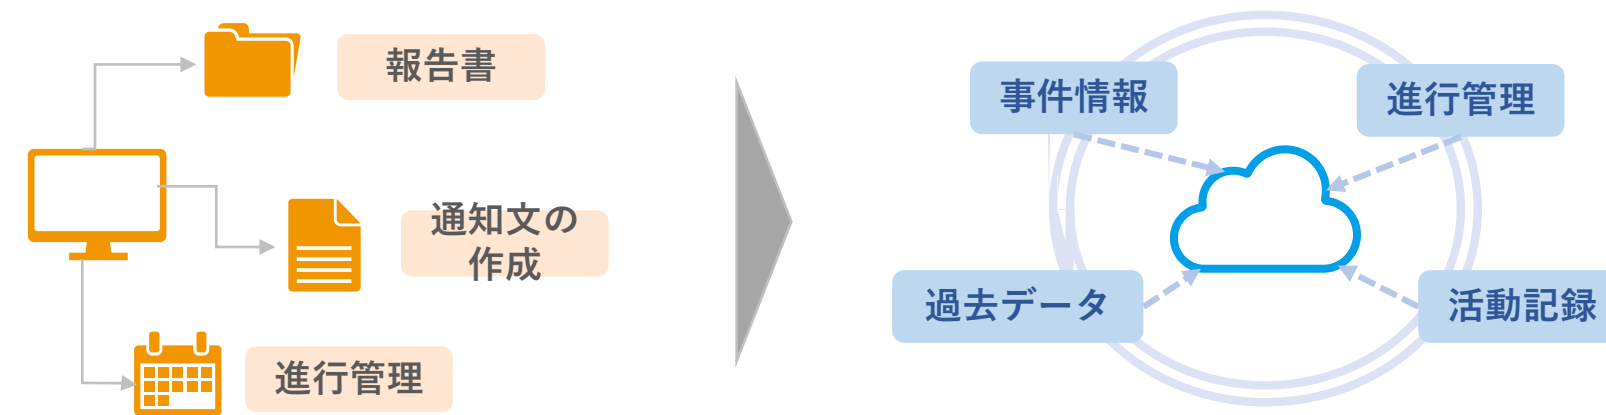 報告書
通知文の
作成
進行管理
事件情報
進行管理
過去データ
活動記録